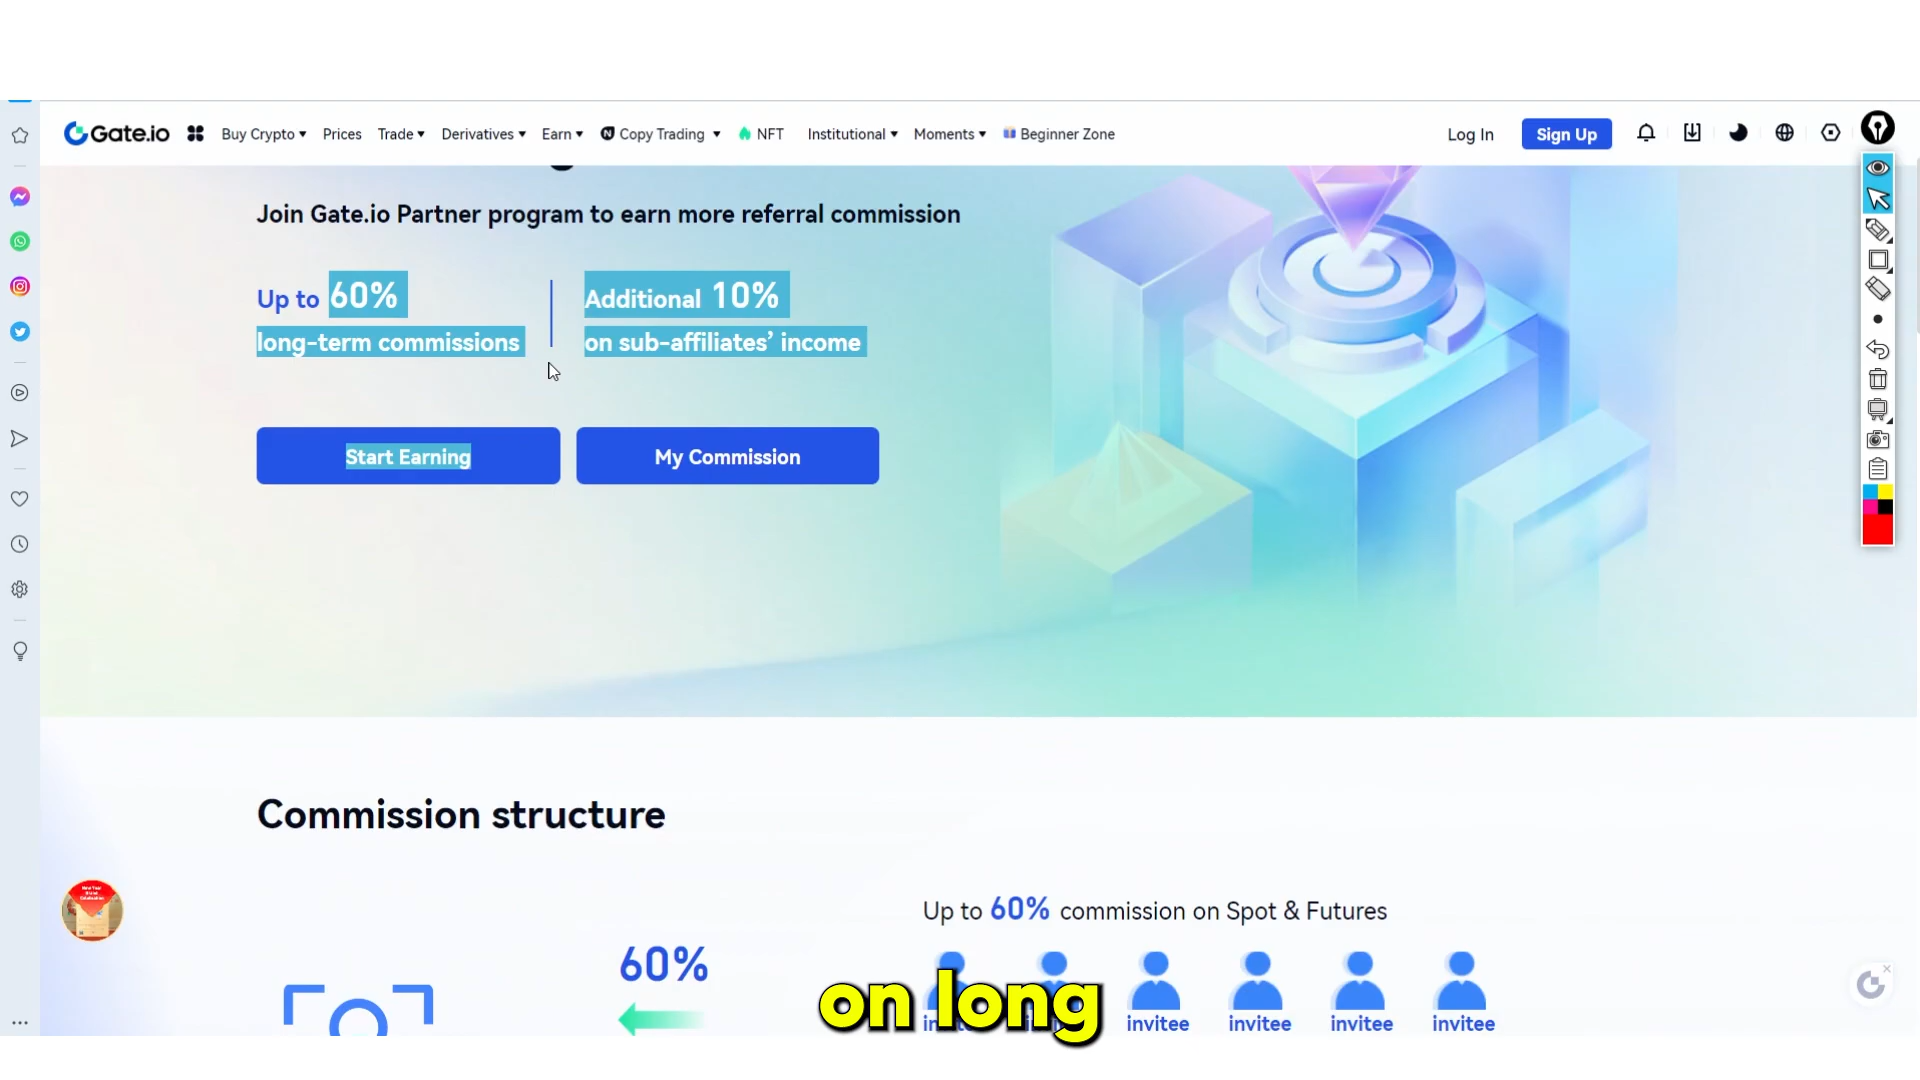 Gate.io Buy Crypto Prices Trade Derivatives Earn Copy Trading NFT Institutional Moments Beginner Zone Log In Sign Up
Join Gate.io Partner program to earn more referral commission
Up to 60% Additional 10%
long-term commissions on sub-affiliates' income
Start Earning My Commission
Commission structure
Up to 60% commission on Spot & Futures
60%
on long
invitee invitee invitee invitee